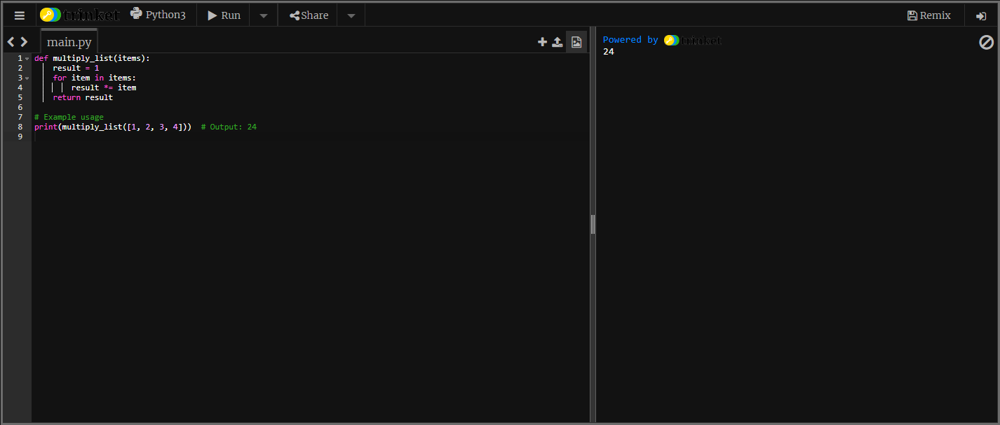 trinket Python3 Run Share Remix
main.py
1 def multiply_list(items):
2     result = 1
3     for item in items:
4         result *= item
5     return result
6
7 # Example usage
8 print(multiply_list([1, 2, 3, 4]))  # Output: 24
9
Powered by trinket
24